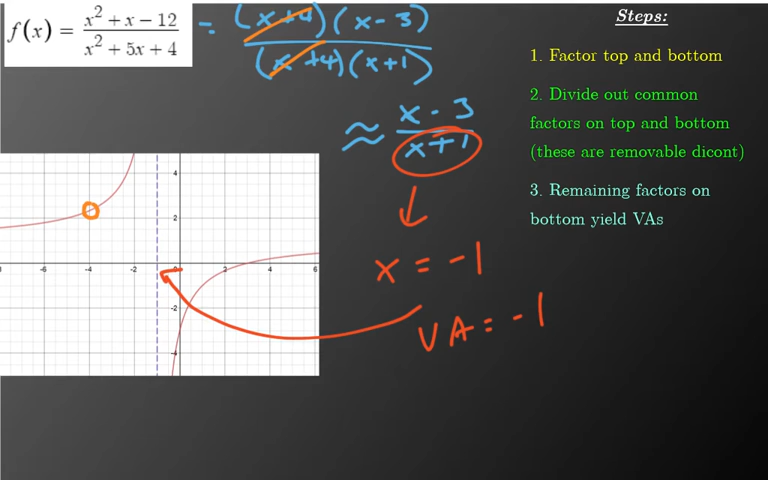 f(x) = x² + x − 12 / x² + 5x + 4 = (x+4)(x-3) / (x+4)(x+1)
≈ x-3 / x+1
x = -1
VA = -1
Steps:
1. Factor top and bottom
2. Divide out common
factors on top and bottom
(these are removable dicont)
3. Remaining factors on
bottom yield VAs
4
2
-6 -4 -2 0 2 4 6
-2
-4